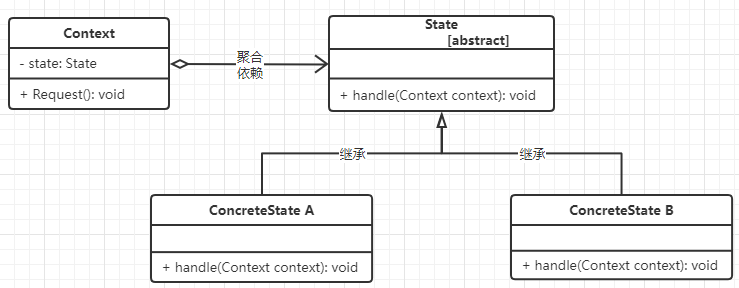 Context
- state: State
+ Request(): void
聚合
依赖
State
[abstract]
+ handle(Context context): void
继承
继承
ConcreteState A
+ handle(Context context): void
ConcreteState B
+ handle(Context context): void